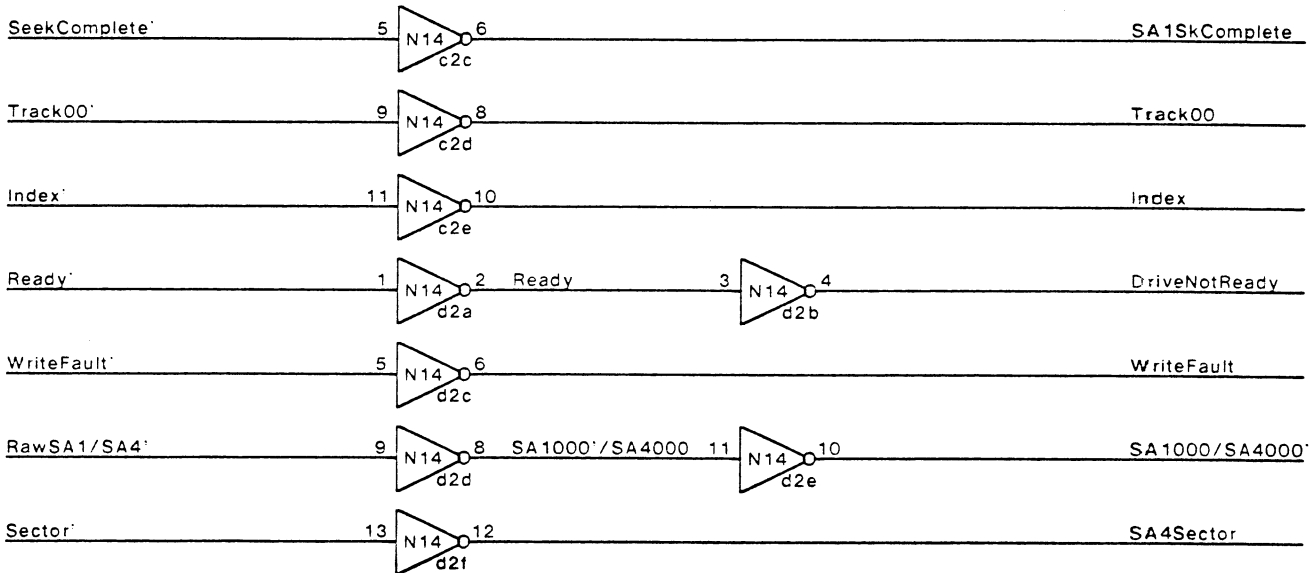 SeekComplete' 5 N14 6 SA1SkComplete
c2c
Track00' 9 N14 8 Track00
c2d
Index' 11 N14 10 Index
c2e
Ready' 1 N14 2 Ready 3 N14 4 DriveNotReady
d2a d2b
WriteFault' 5 N14 6 WriteFault
d2c
RawSA1/SA4' 9 N14 8 SA1000'/SA4000 11 N14 10 SA1000/SA4000'
d2d d2e
Sector' 13 N14 12 SA4Sector
d2f